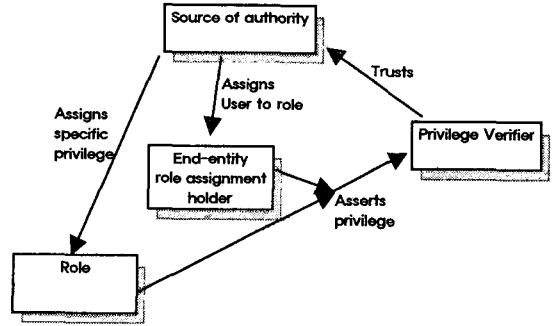 Source of authority
Assigns
User to role
Trusts
Assigns
specific
privilege
Privilege Verifier
End-entity
role assignment
holder
Asserts
privilege
Role